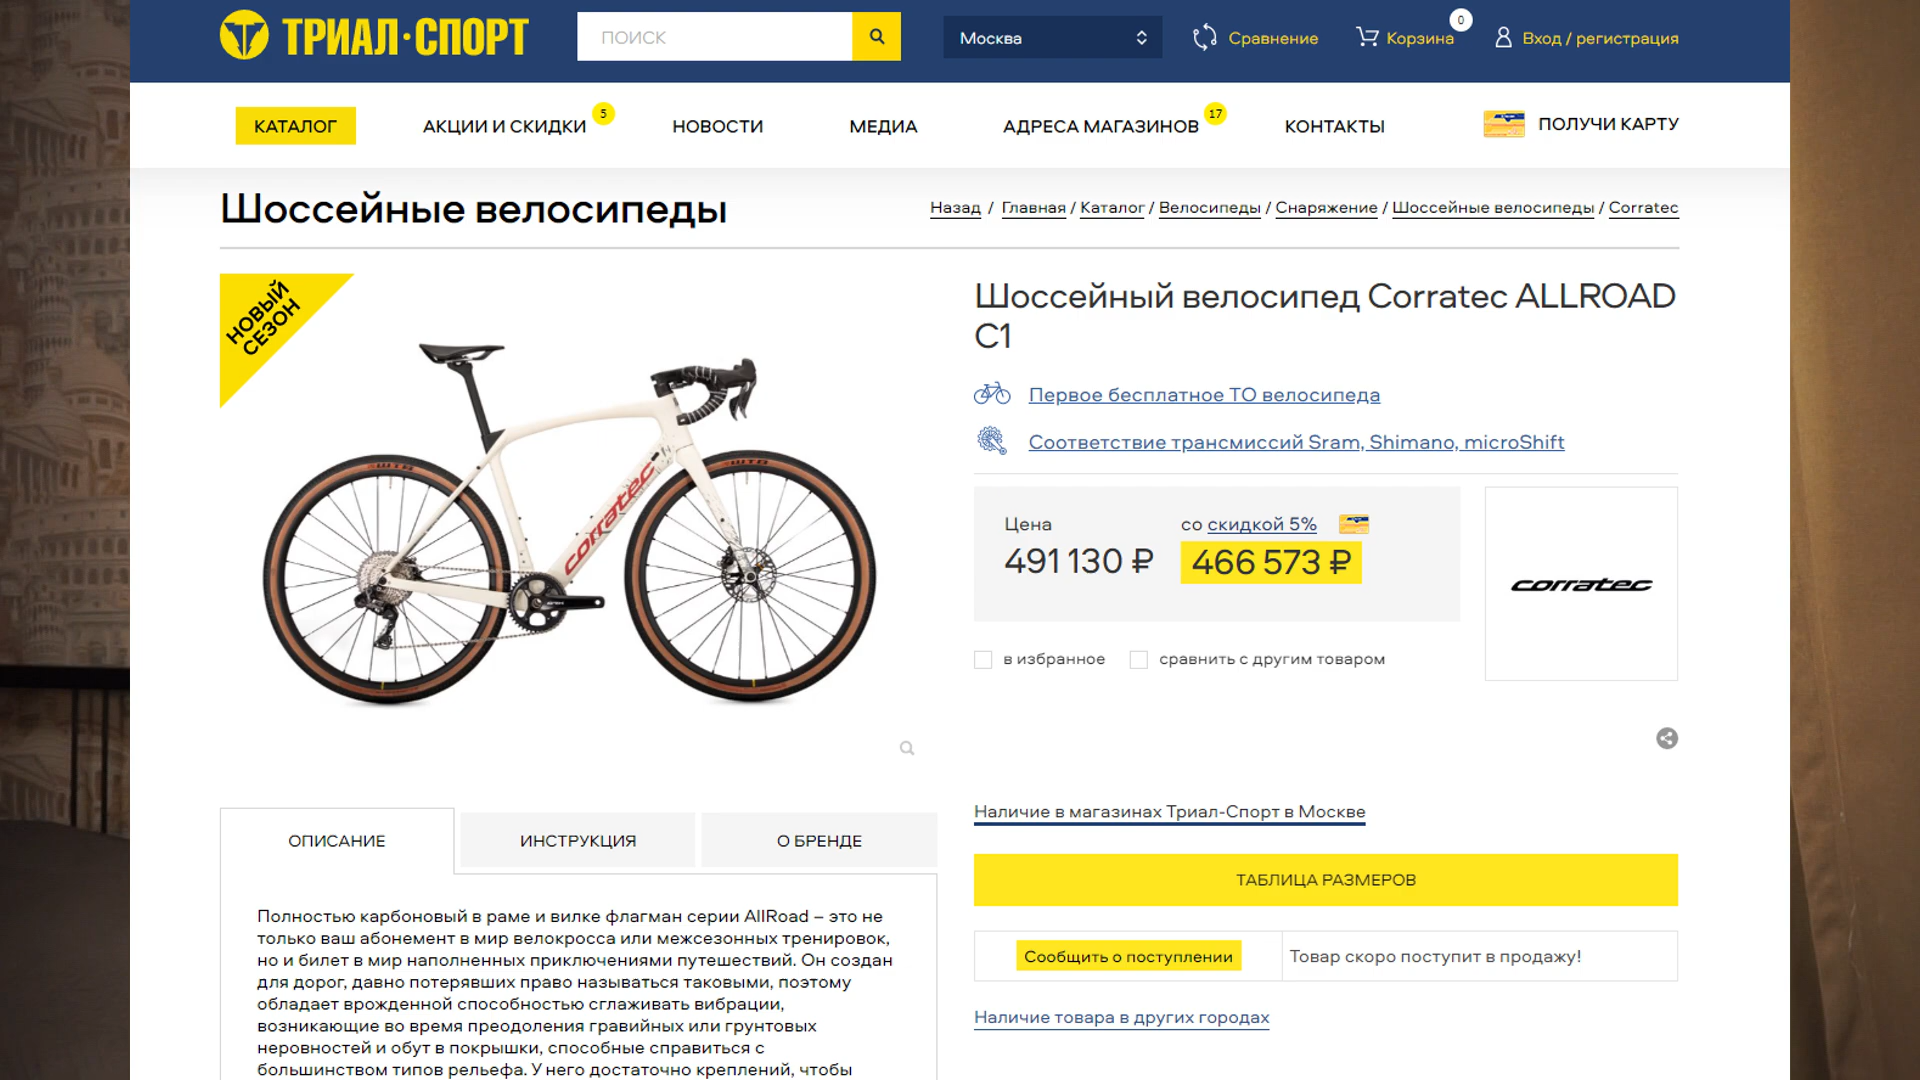 ТРИАЛ·СПОРТ
ПОИСК
Москва
Сравнение
Корзина
0
Вход / регистрация
КАТАЛОГ
АКЦИИ И СКИДКИ
5
НОВОСТИ
МЕДИА
АДРЕСА МАГАЗИНОВ
17
КОНТАКТЫ
ПОЛУЧИ КАРТУ
Шоссейные велосипеды
Назад / Главная / Каталог / Велосипеды / Снаряжение / Шоссейные велосипеды / Corratec
НОВЫЙ
СЕЗОН
WTB
WTB
corratec
Шоссейный велосипед Corratec ALLROAD
C1
Первое бесплатное ТО велосипеда
Соответствие трансмиссий Sram, Shimano, microShift
Цена
491 130 ₽
со скидкой 5%
466 573 ₽
corratec
в избранное
сравнить с другим товаром
Наличие в магазинах Триал-Спорт в Москве
ТАБЛИЦА РАЗМЕРОВ
Сообщить о поступлении
Товар скоро поступит в продажу!
Наличие товара в других городах
ОПИСАНИЕ
ИНСТРУКЦИЯ
О БРЕНДЕ
Полностью карбоновый в раме и вилке флагман серии AllRoad – это не
только ваш абонемент в мир велокросса или межсезонных тренировок,
но и билет в мир наполненных приключениями путешествий. Он создан
для дорог, давно потерявших право называться таковыми, поэтому
обладает врожденной способностью сглаживать вибрации,
возникающие во время преодоления гравийных или грунтовых
неровностей и обут в покрышки, способные справиться с
большинством типов рельефа. У него достаточно креплений, чтобы